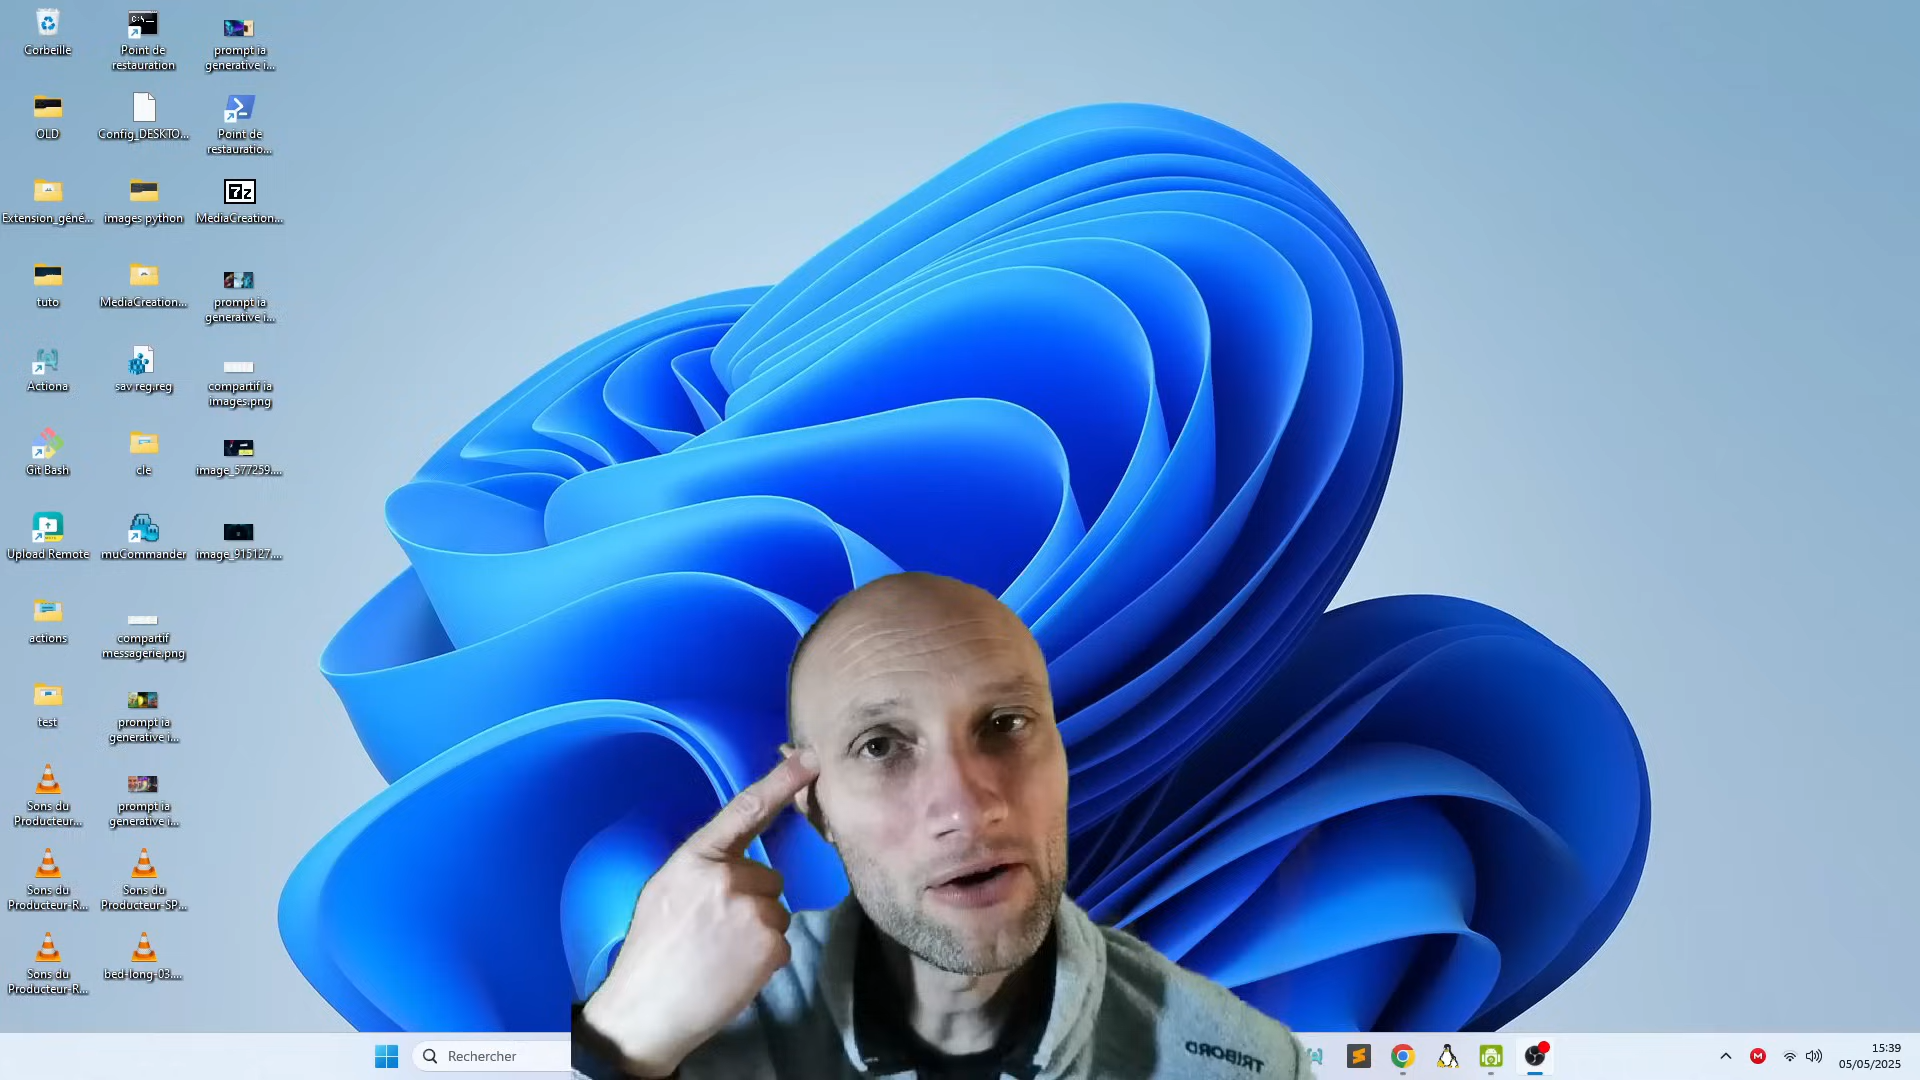 Corbeille
Point de
restauration
prompt ia
generative i...
OLD
Config_DESKTO...
Point de
restauratio...
Extension_géné...
images python
MediaCreation...
tuto
MediaCreation...
prompt ia
generative i...
Actiona
sav reg.reg
compartif ia
images.png
Git Bash
cle
image_577259....
Upload Remote
muCommander
image_915127....
actions
compartif
messagerie.png
test
prompt ia
generative i...
Sons du
Producteur...
prompt ia
generative i...
Sons du
Producteur-R...
Sons du
Producteur-SP...
Sons du
Producteur-R...
bed-long-03....
TRIBORD
Rechercher
15:39
05/05/2025